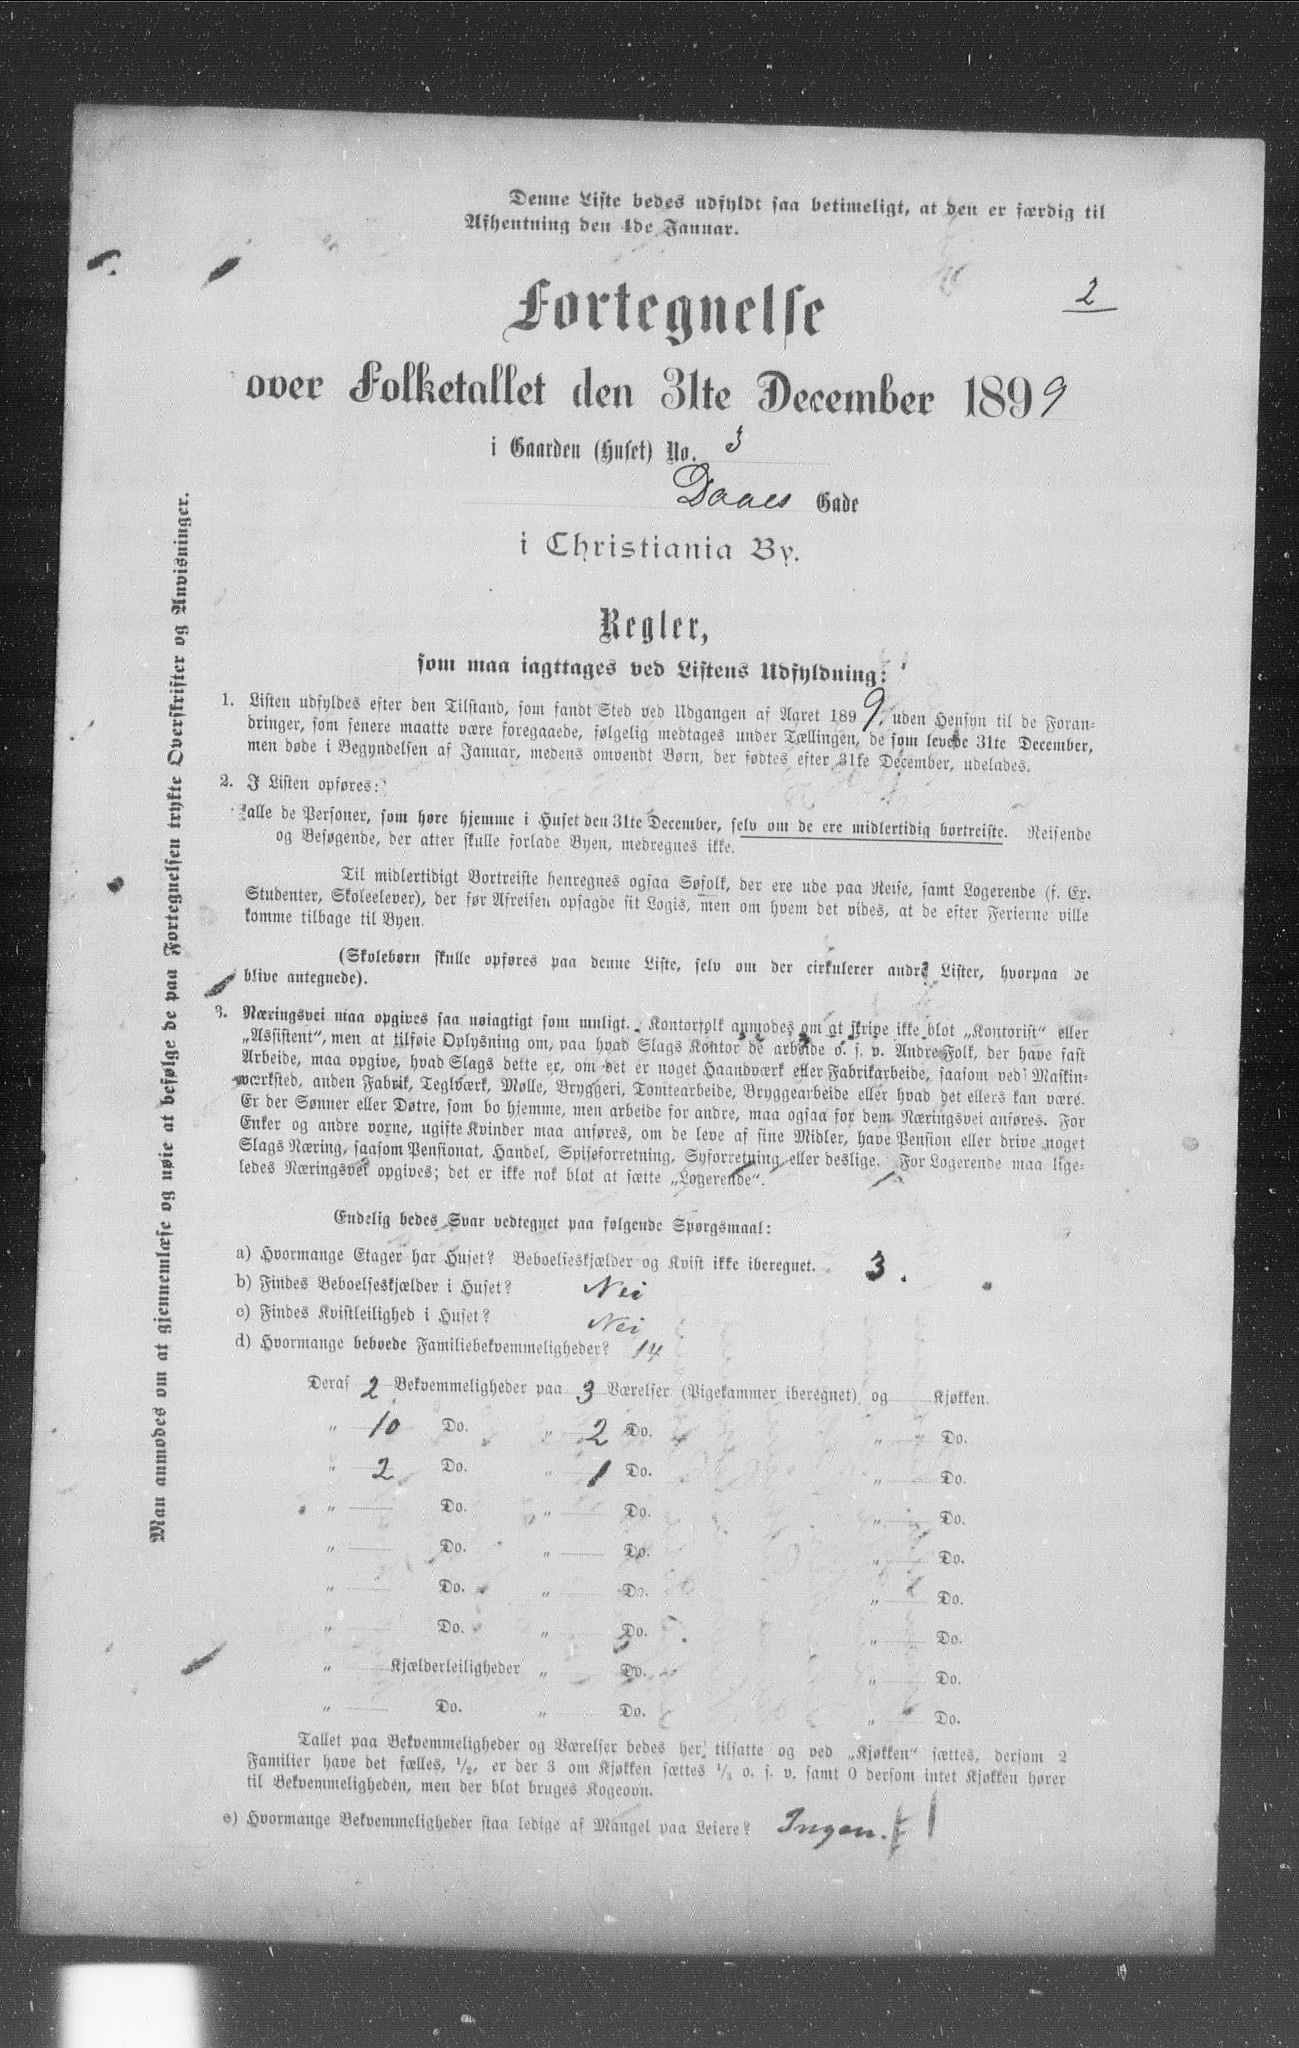 Denne Liste bedes udfyldt saa betimeligt, at den er færdig til
Afhentning den 4de Januar.
2
Fortegnelse
over Folketallet den 31te December 1899
i Gaarden (Huset) No. 3
Daaes Gade
i Christiania By.
Regler,
som maa iagttages ved Listens Udfyldning:
1. Listen udfyldes efter den Tilstand, som fandt Sted ved Udgangen af Aaret 1899, uden Hensyn til de Foran-
dringer, som senere maatte være foregaaede, følgelig medtages under Tællingen, de som levede 31te December,
men døde i Begyndelsen af Januar, medens omvendt Børn, der fødtes efter 31te December, udelades.
2. I Listen opføres:
alle de Personer, som høre hjemme i Huset den 31te December, selv om de ere midlertidig bortreiste. Reisende
og Besøgende, der atter skulle forlade Byen, medregnes ikke.
Til midlertidigt Bortreiste henregnes ogsaa Søfolk, der ere ude paa Reise, samt Logerende (f. Ex.
Studenter, Skoleelever), der før Afreisen opsagde sit Logis, men om hvem det vides, at de efter Ferierne ville
komme tilbage til Byen.
(Skolebørn skulle opføres paa denne Liste, selv om der cirkulerer andre Lister, hvorpaa de
blive antegnede).
3. Næringsvei maa opgives saa nøiagtigt som muligt. Kontorfolk anmodes om at skrive ikke blot „Kontorist“ eller
„Assistent“, men at tilføie Oplysning om, paa hvad Slags Kontor de arbeide o. s. v. Andre Folk, der have fast
Arbeide, maa opgive, hvad Slags dette er, om det er noget Haandværk eller Fabrikarbeide, saasom ved Maskin-
værksted, anden Fabrik, Teglværk, Mølle, Bryggeri, Tomtearbeide, Bryggearbeide eller hvad det ellers kan være.
Er der Sønner eller Døtre, som bo hjemme, men arbeide for andre, maa ogsaa for dem Næringsvei anføres. For
Enker og andre voxne, ugifte Kvinder maa anføres, om de leve af sine Midler, have Pension eller drive noget
Slags Næring, saasom Pensionat, Handel, Spiseforretning, Syforretning eller deslige. For Logerende maa lige-
ledes Næringsvei opgives; det er ikke nok blot at sætte „Logerende“.
Endelig bedes Svar vedtegnet paa følgende Spørgsmaal:
a) Hvormange Etager har Huset? Beboelseskjælder og Kvist ikke iberegnet. 3.
b) Findes Beboelseskjælder i Huset? Nei
c) Findes Kvistleilighed i Huset? Nei
d) Hvormange beboede Familiebekvemmeligheder? 14
Deraf 2 Bekvemmeligheder paa 3 Værelser (Pigekammer iberegnet) og Kjøkken.
„ 10 Do. „ 2 Do. „ Do.
„ 2 Do. „ 1 Do. „ Do.
„ Do. „ Do. „ Do.
„ Do. „ Do. „ Do.
„ Do. „ Do. „ Do.
„ Do. „ Do. „ Do.
„ Kjælderleiligheder „ Do. „ Do.
„ Do. „ Do. „ Do.
Tallet paa Bekvemmeligheder og Værelser bedes her tilsatte og ved „Kjøkken“ sættes, dersom 2
Familier have det fælles, 1/2, er der 3 om Kjøkken sættes 1/3 o. s. v. samt 0 dersom intet Kjøkken hører
til Bekvemmeligheden, men der blot bruges Kogeovn.
e) Hvormange Bekvemmeligheder staa ledige af Mangel paa Leiere? Ingen.
Man anmodes om at gjennemlæse og nøie at befølge de paa Fortegnelsen trykte Overskrifter og Anvisninger.